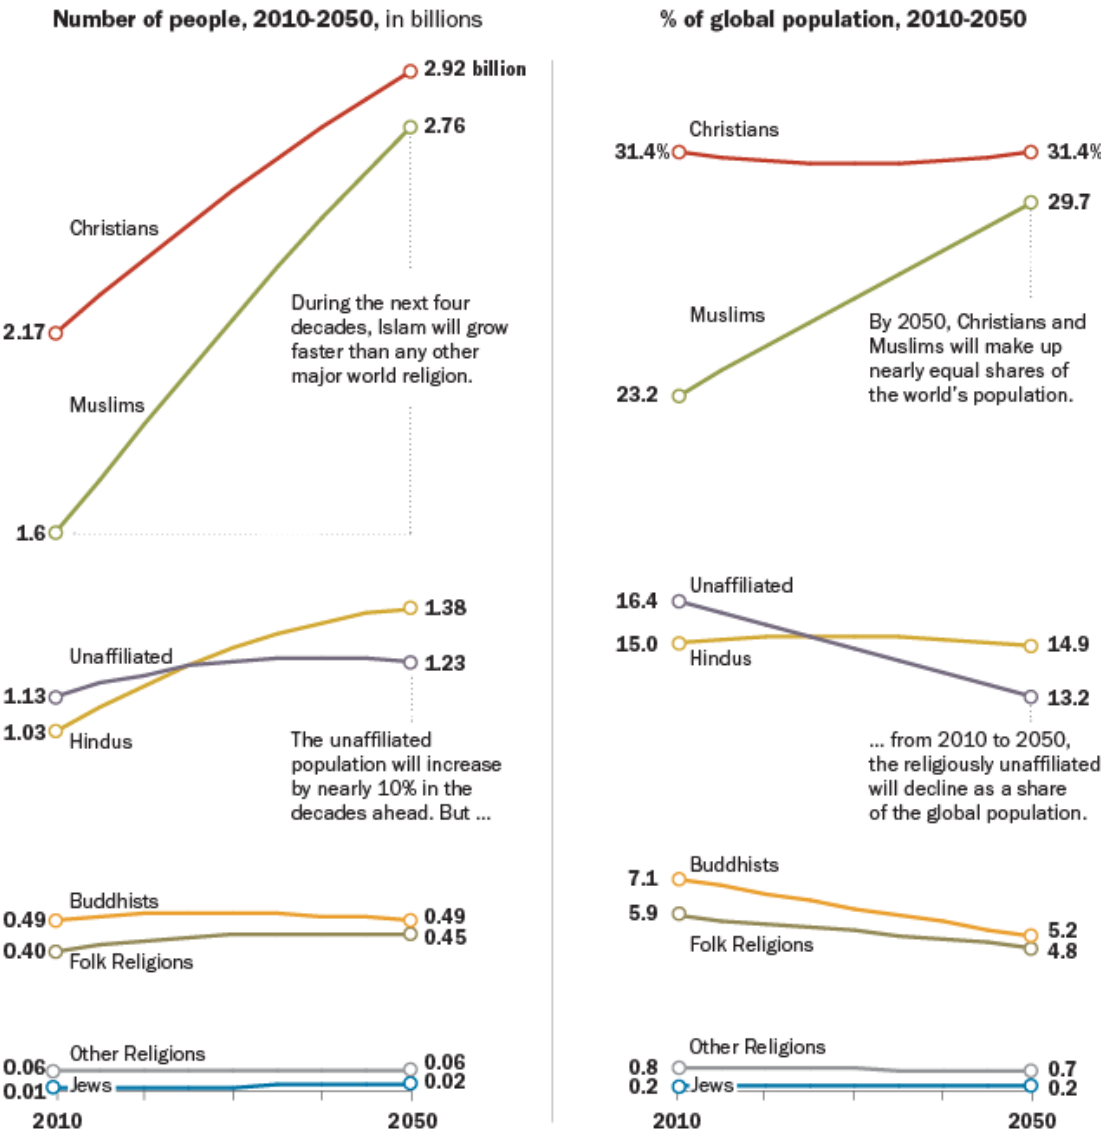 Number of people, 2010-2050, in billions
2.92 billion
2.76
Christians
2.17
During the next four
decades, Islam will grow
faster than any other
major world religion.
Muslims
1.6
1.38
Unaffiliated
1.23
1.13
1.03
Hindus
The unaffiliated
population will increase
by nearly 10% in the
decades ahead. But ...
Buddhists
0.49
0.49
0.45
0.40
Folk Religions
Other Religions
0.06
0.06
0.02
Jews
0.01
2010
2050
% of global population, 2010-2050
Christians
31.4%
31.4%
29.7
Muslims
By 2050, Christians and
Muslims will make up
nearly equal shares of
the world's population.
23.2
Unaffiliated
16.4
15.0
14.9
Hindus
13.2
... from 2010 to 2050,
the religiously unaffiliated
will decline as a share
of the global population.
Buddhists
7.1
5.9
5.2
Folk Religions
4.8
Other Religions
0.8
0.7
0.2
Jews
0.2
2010
2050